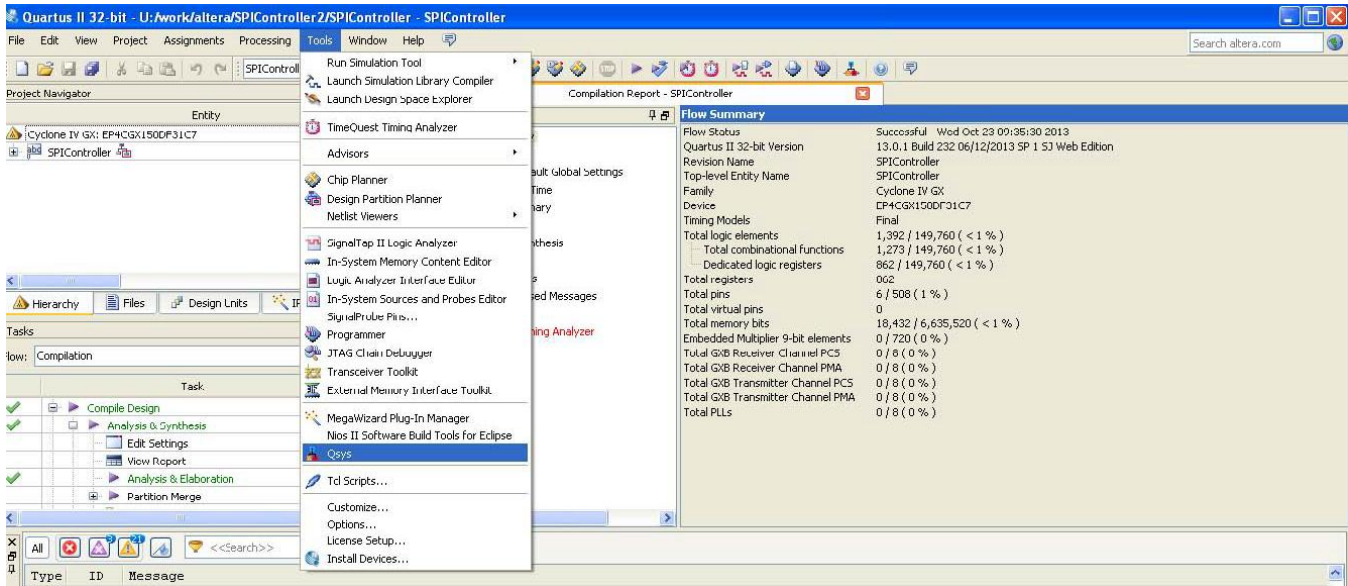 Quartus II 32-bit - U:/work/altera/SPIController2/SPIController - SPIController
File Edit View Project Assignments Processing Tools Window Help
Search altera.com
SPIControll
Project Navigator
Entity
Cyclone IV GX: EP4CGX150DF31C7
SPIController
Hierarchy Files Design Units IP
Tasks
Flow: Compilation
Task
Compile Design
Analysis & Synthesis
Edit Settings
View Report
Analysis & Elaboration
Partition Merge
Run Simulation Tool
Launch Simulation Library Compiler
Launch Design Space Explorer
TimeQuest Timing Analyzer
Advisors
Chip Planner
Design Partition Planner
Netlist Viewers
SignalTap II Logic Analyzer
In-System Memory Content Editor
Logic Analyzer Interface Editor
In-System Sources and Probes Editor
SignalProbe Pins...
Programmer
JTAG Chain Debugger
Transceiver Toolkit
External Memory Interface Toolkit
MegaWizard Plug-In Manager
Nios II Software Build Tools for Eclipse
Qsys
Tcl Scripts...
Customize...
Options...
License Setup...
Install Devices...
Compilation Report - SPIController
ault Global Settings
Time
mary
nthesis
s
sed Messages
ming Analyzer
Flow Summary
Flow Status Successful - Wed Oct 23 09:35:30 2013
Quartus II 32-bit Version 13.0.1 Build 232 06/12/2013 SP 1 SJ Web Edition
Revision Name SPIController
Top-level Entity Name SPIController
Family Cyclone IV GX
Device EP4CGX150DF31C7
Timing Models Final
Total logic elements 1,392 / 149,760 ( < 1 % )
Total combinational functions 1,273 / 149,760 ( < 1 % )
Dedicated logic registers 862 / 149,760 ( < 1 % )
Total registers 862
Total pins 6 / 508 ( 1 % )
Total virtual pins 0
Total memory bits 18,432 / 6,635,520 ( < 1 % )
Embedded Multiplier 9-bit elements 0 / 720 ( 0 % )
Total GXB Receiver Channel PCS 0 / 8 ( 0 % )
Total GXB Receiver Channel PMA 0 / 8 ( 0 % )
Total GXB Transmitter Channel PCS 0 / 8 ( 0 % )
Total GXB Transmitter Channel PMA 0 / 8 ( 0 % )
Total PLLs 0 / 8 ( 0 % )
All <<Search>>
Type ID Message